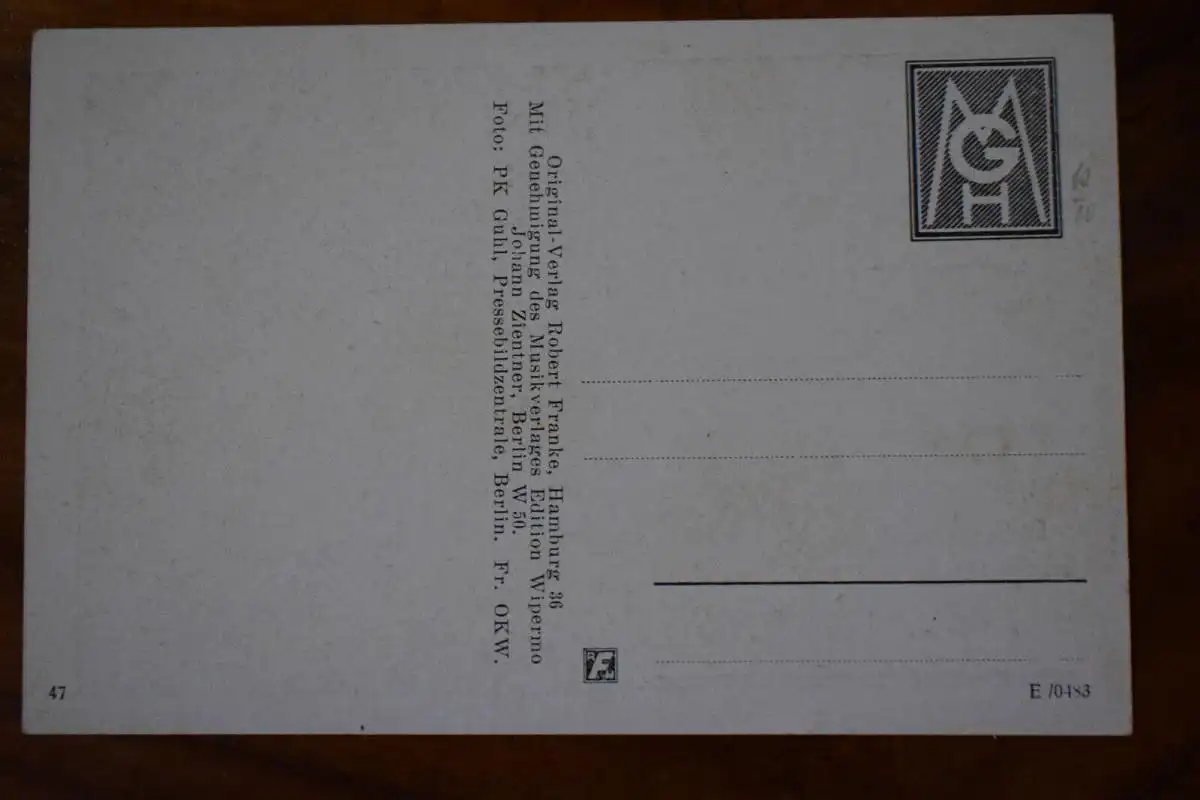 Original-Verlag Robert Franke, Hamburg 36
Mit Genehmigung des Musikverlages Edition Wipermo
Johann Zientner, Berlin W 50.
Foto: PK Guhl, Pressebildzentrale, Berlin. Fr. OKW.
MGH
47
E /0483